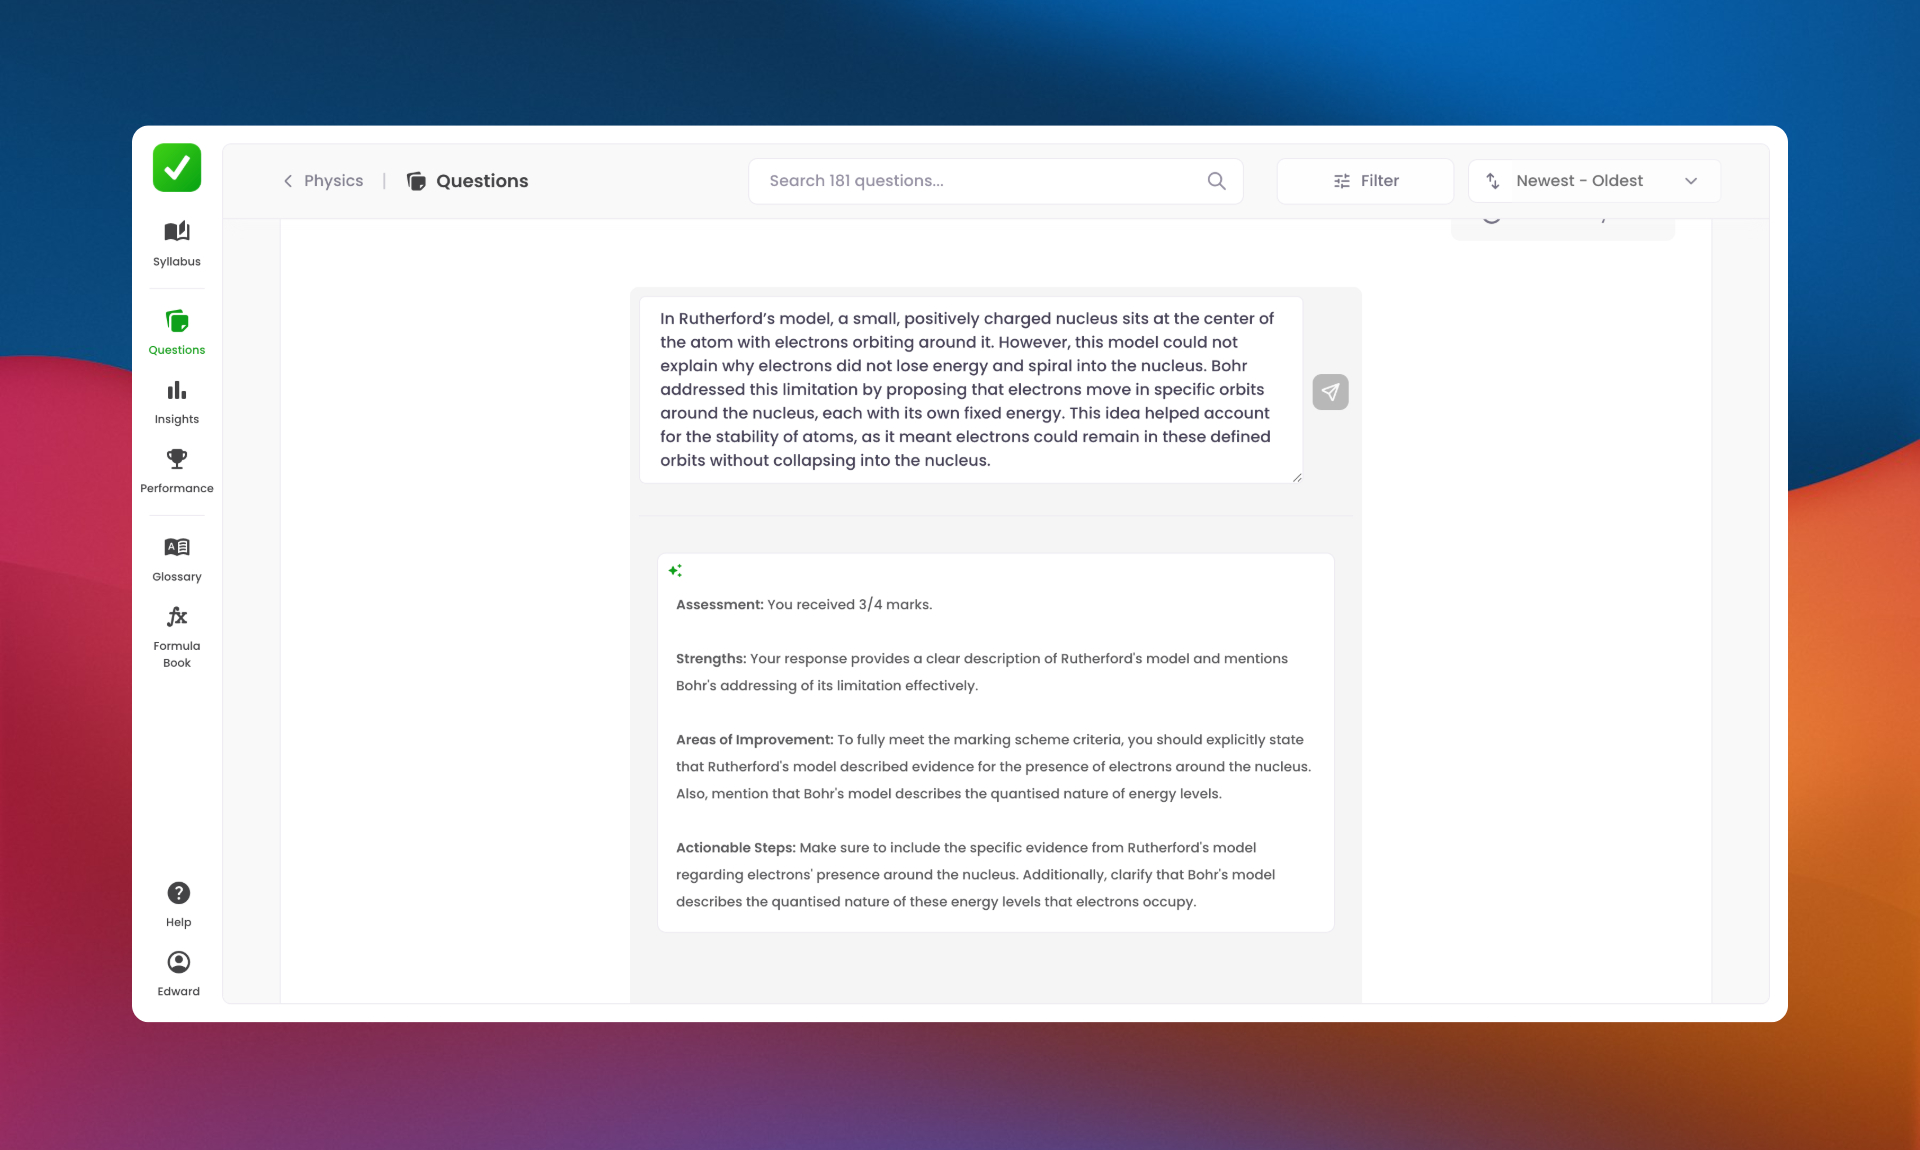 Physics | Questions
Search 181 questions...
Filter
Newest - Oldest
Syllabus
Questions
Insights
Performance
Glossary
Formula
Book
Help
Edward
In Rutherford's model, a small, positively charged nucleus sits at the center of
the atom with electrons orbiting around it. However, this model could not
explain why electrons did not lose energy and spiral into the nucleus. Bohr
addressed this limitation by proposing that electrons move in specific orbits
around the nucleus, each with its own fixed energy. This idea helped account
for the stability of atoms, as it meant electrons could remain in these defined
orbits without collapsing into the nucleus.
Assessment: You received 3/4 marks.
Strengths: Your response provides a clear description of Rutherford's model and mentions
Bohr's addressing of its limitation effectively.
Areas of Improvement: To fully meet the marking scheme criteria, you should explicitly state
that Rutherford's model described evidence for the presence of electrons around the nucleus.
Also, mention that Bohr's model describes the quantised nature of energy levels.
Actionable Steps: Make sure to include the specific evidence from Rutherford's model
regarding electrons' presence around the nucleus. Additionally, clarify that Bohr's model
describes the quantised nature of these energy levels that electrons occupy.